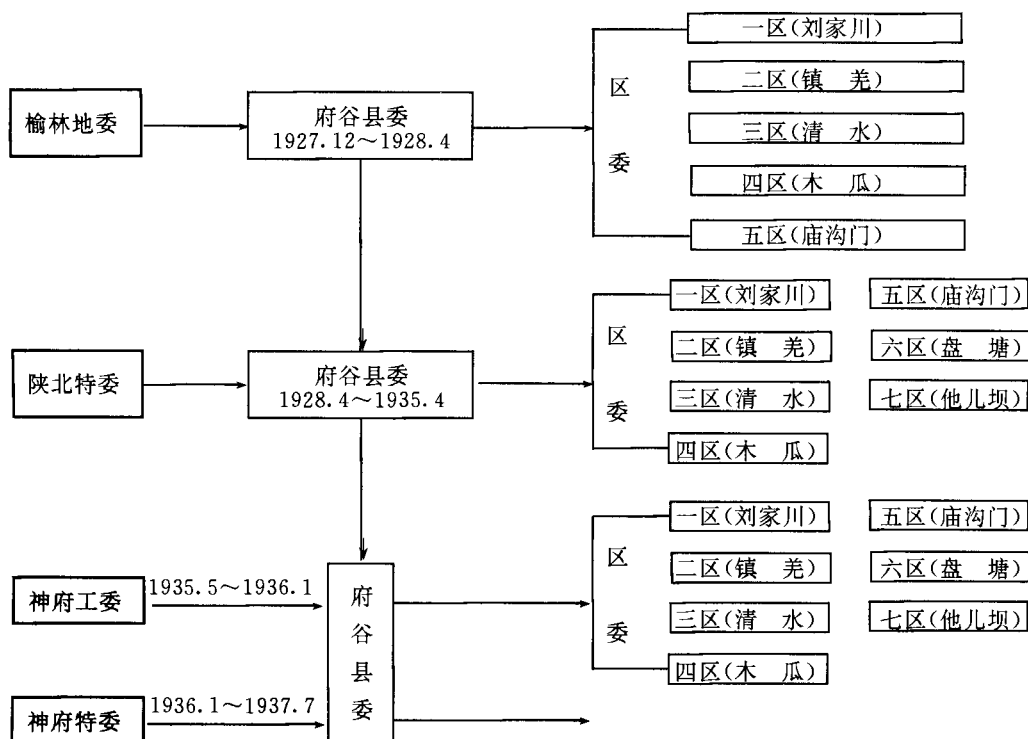 榆林地委
府谷县委
1927.12～1928.4
区委
一区(刘家川)
二区(镇 羌)
三区(清 水)
四区(木 瓜)
五区(庙沟门)
陕北特委
府谷县委
1928.4～1935.4
区委
一区(刘家川) 五区(庙沟门)
二区(镇 羌) 六区(盘 塘)
三区(清 水) 七区(他儿坝)
四区(木 瓜)
神府工委
1935.5～1936.1
神府特委
1936.1～1937.7
府谷县委
区委
一区(刘家川) 五区(庙沟门)
二区(镇 羌) 六区(盘 塘)
三区(清 水) 七区(他儿坝)
四区(木 瓜)